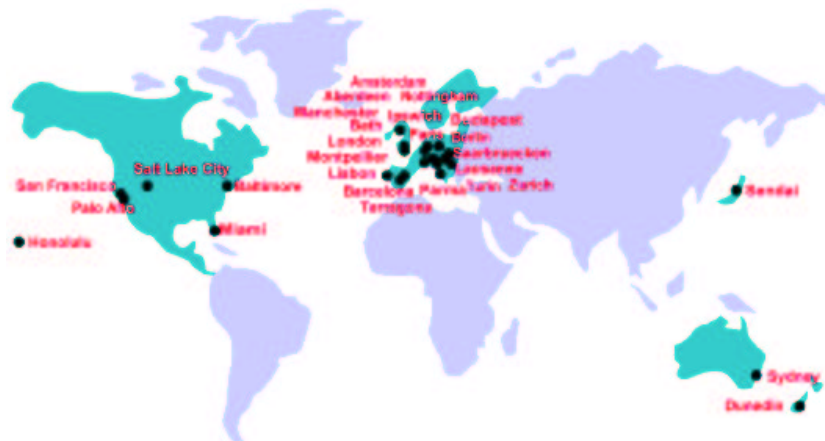 Amsterdam
Aberdeen Nottingham
Manchester Ipswich Budapest
Bath Paris Berlin
London Saarbrucken
Montpellier Lausanne
Salt Lake City
San Francisco Baltimore Lisbon Barcelona Parma Turin Zurich Sendai
Palo Alto Tarragona
Miami
Honolulu
Sydney
Dunedin